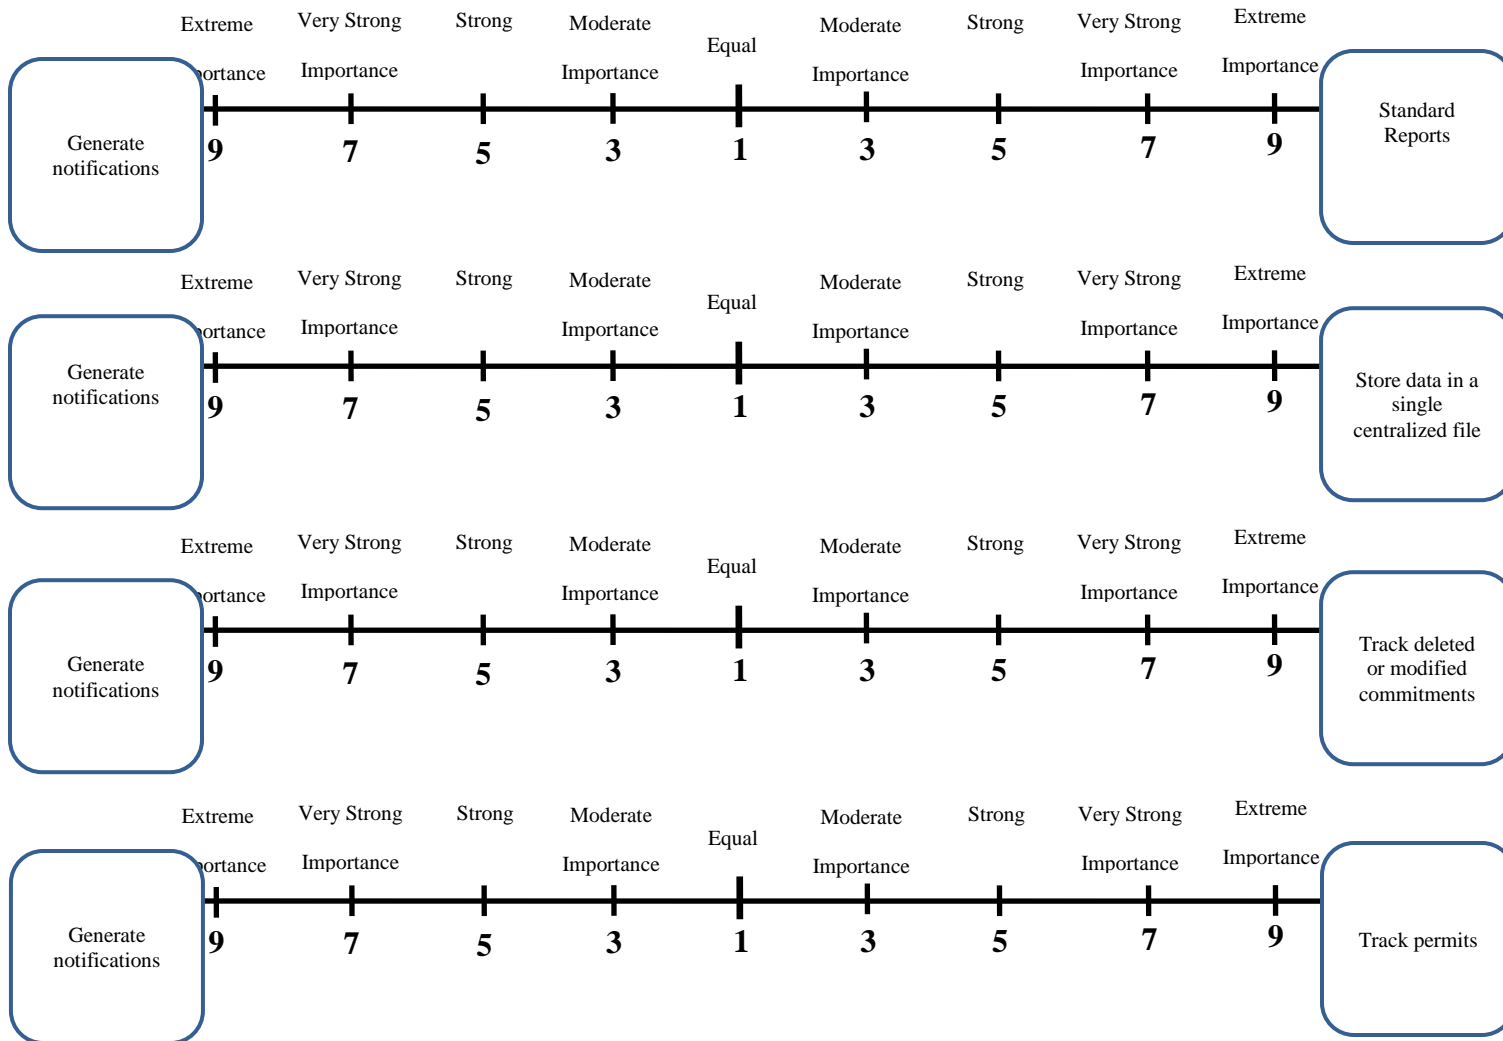 Extreme Very Strong Strong Moderate Equal Moderate Strong Very Strong Extreme
portance Importance Importance Importance Importance Importance
Generate
notifications
9 7 5 3 1 3 5 7 9
Standard
Reports
Extreme Very Strong Strong Moderate Equal Moderate Strong Very Strong Extreme
portance Importance Importance Importance Importance Importance
Generate
notifications
9 7 5 3 1 3 5 7 9
Store data in a
single
centralized file
Extreme Very Strong Strong Moderate Equal Moderate Strong Very Strong Extreme
portance Importance Importance Importance Importance Importance
Generate
notifications
9 7 5 3 1 3 5 7 9
Track deleted
or modified
commitments
Extreme Very Strong Strong Moderate Equal Moderate Strong Very Strong Extreme
portance Importance Importance Importance Importance Importance
Generate
notifications
9 7 5 3 1 3 5 7 9
Track permits